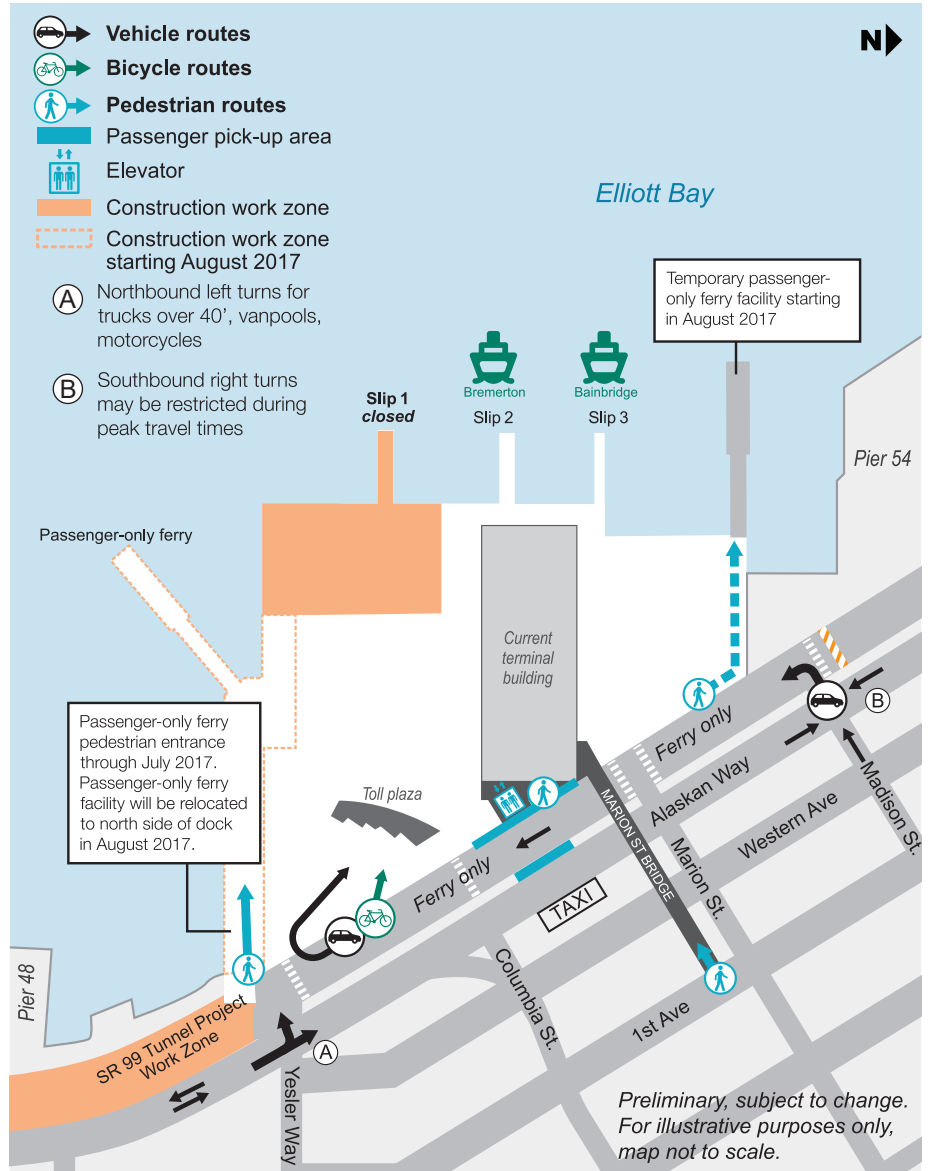 Vehicle routes
N
Bicycle routes
Pedestrian routes
Passenger pick-up area
Elevator
Construction work zone
Construction work zone
starting August 2017
A
Northbound left turns for
trucks over 40’, vanpools,
motorcycles
B
Southbound right turns
may be restricted during
peak travel times
Elliott Bay
Temporary passenger-
only ferry facility starting
in August 2017
Bremerton
Bainbridge
Slip 1
closed
Slip 2
Slip 3
Pier 54
Passenger-only ferry
Current
terminal
building
Passenger-only ferry
pedestrian entrance
through July 2017.
Passenger-only ferry
facility will be relocated
to north side of dock
in August 2017.
Toll plaza
Ferry only
Ferry only
B
Alaskan Way
Madison St.
Western Ave
MARION ST BRIDGE
Marion St.
TAXI
Columbia St.
1st Ave
Pier 48
SR 99 Tunnel Project
Work Zone
A
Yesler Way
Preliminary, subject to change.
For illustrative purposes only,
map not to scale.